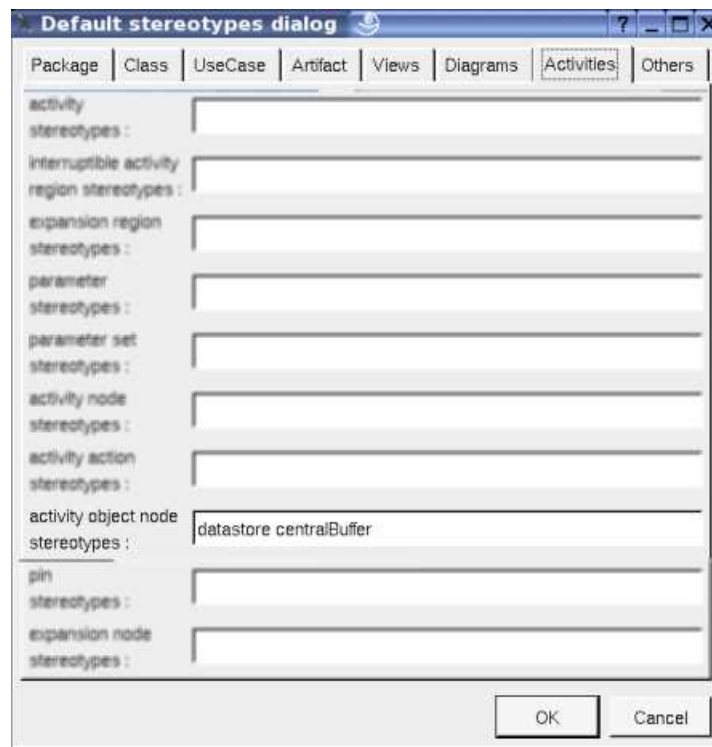 Default stereotypes dialog
Package Class UseCase Artifact Views Diagrams Activities Others
activity
stereotypes :
interruptible activity
region stereotypes :
expansion region
stereotypes :
parameter
stereotypes :
parameter set
stereotypes :
activity node
stereotypes :
activity action
stereotypes :
activity object node
stereotypes :
datastore centralBuffer
pin
stereotypes :
expansion node
stereotypes :
OK Cancel